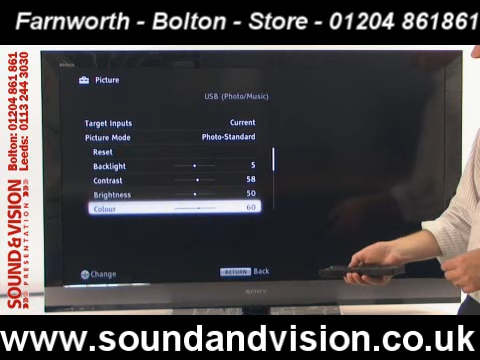 Farnworth - Bolton - Store - 01204 861861
Bolton: 01204 861 861
Leeds: 0113 244 3030
SOUND & VISION
PRESENTATION
Picture
USB (Photo/Music)
Target Inputs Current
Picture Mode Photo-Standard
Reset
Backlight 5
Contrast 58
Brightness 50
Colour 60
Change
RETURN Back
SONY
www.soundandvision.co.uk